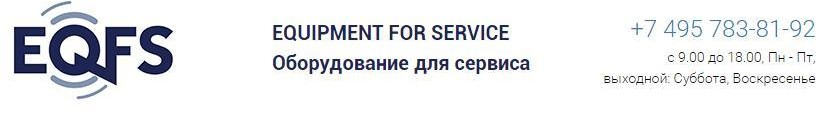 EQFS
EQUIPMENT FOR SERVICE
Оборудование для сервиса
+7 495 783-81-92
с 9.00 до 18.00, Пн - Пт,
выходной: Суббота, Воскресенье